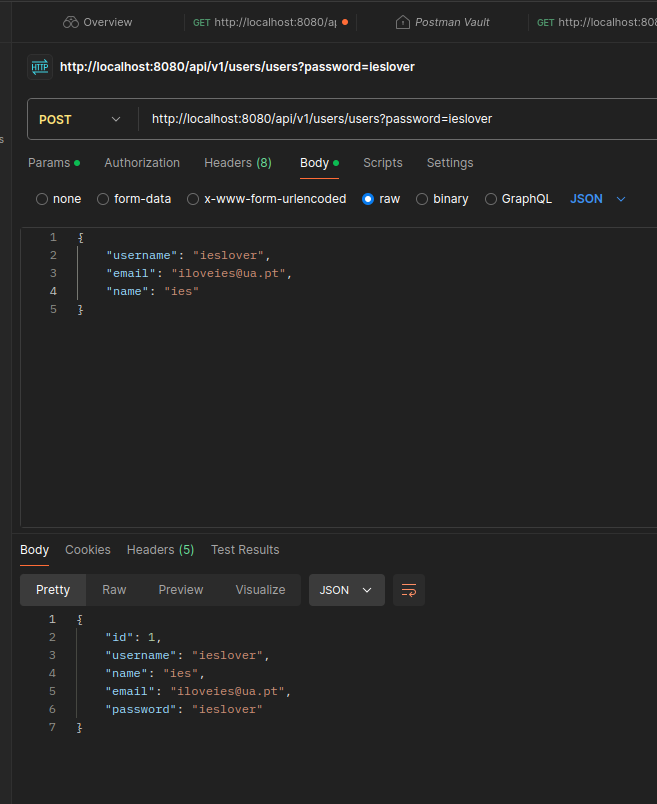 Overview GET http://localhost:8080/a Postman Vault GET http://localhost:808
HTTP http://localhost:8080/api/v1/users/users?password=ieslover
s
POST http://localhost:8080/api/v1/users/users?password=ieslover
Params Authorization Headers (8) Body Scripts Settings
none form-data x-www-form-urlencoded raw binary GraphQL JSON
1 {
2 "username": "ieslover",
3 "email": "iloveies@ua.pt",
4 "name": "ies"
5 }
Body Cookies Headers (5) Test Results
Pretty Raw Preview Visualize JSON
1 {
2 "id": 1,
3 "username": "ieslover",
4 "name": "ies",
5 "email": "iloveies@ua.pt",
6 "password": "ieslover"
7 }